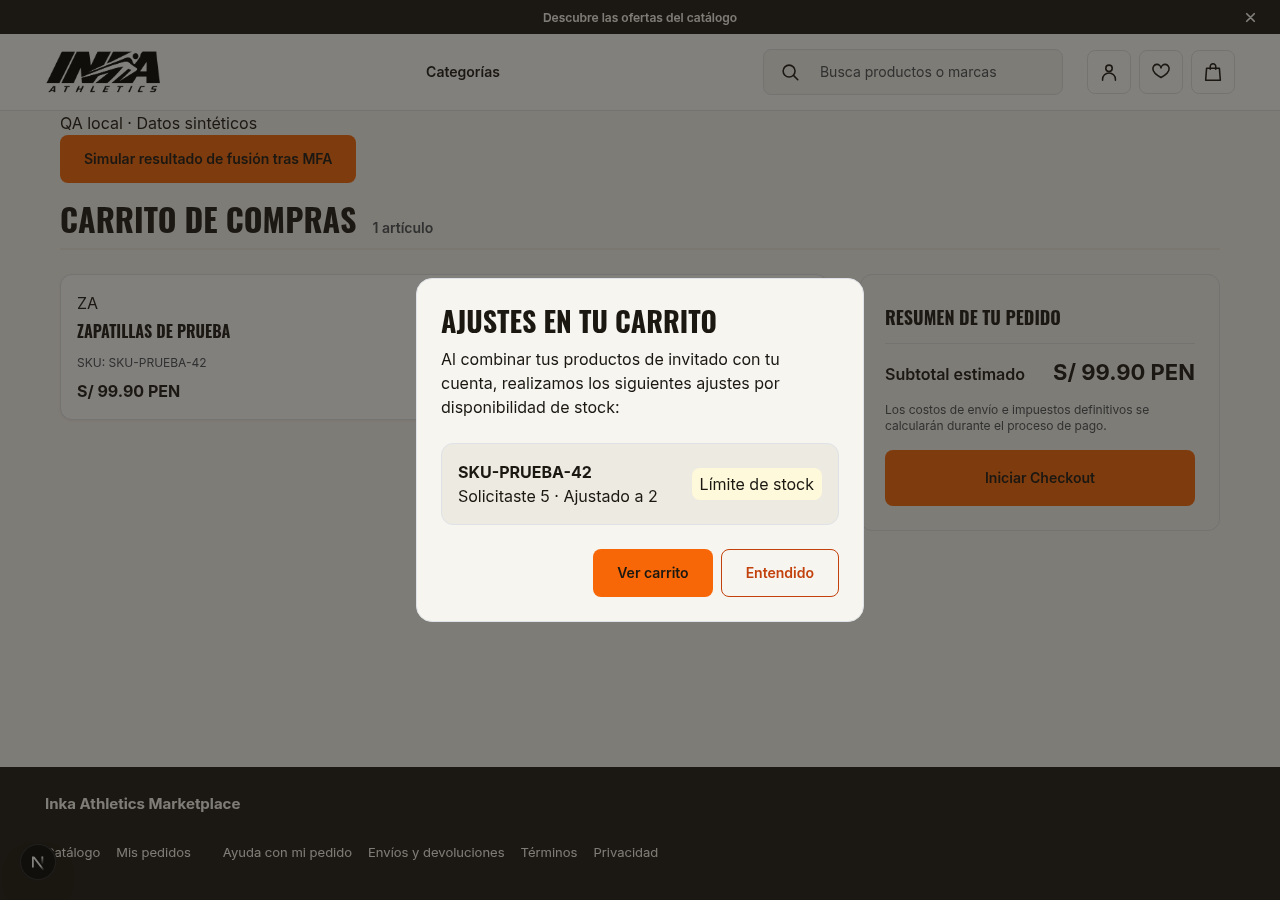 Descubre las ofertas del catálogo
INKA
ATHLETICS
Categorías
Busca productos o marcas
QA local · Datos sintéticos
Simular resultado de fusión tras MFA
CARRITO DE COMPRAS
1 artículo
ZA
ZAPATILLAS DE PRUEBA
SKU: SKU-PRUEBA-42
S/ 99.90 PEN
AJUSTES EN TU CARRITO
Al combinar tus productos de invitado con tu
cuenta, realizamos los siguientes ajustes por
disponibilidad de stock:
SKU-PRUEBA-42
Solicitaste 5 · Ajustado a 2
Límite de stock
Ver carrito
Entendido
RESUMEN DE TU PEDIDO
Subtotal estimado
S/ 99.90 PEN
Los costos de envío e impuestos definitivos se
calcularán durante el proceso de pago.
Iniciar Checkout
Inka Athletics Marketplace
Catálogo
Mis pedidos
Ayuda con mi pedido
Envíos y devoluciones
Términos
Privacidad
N